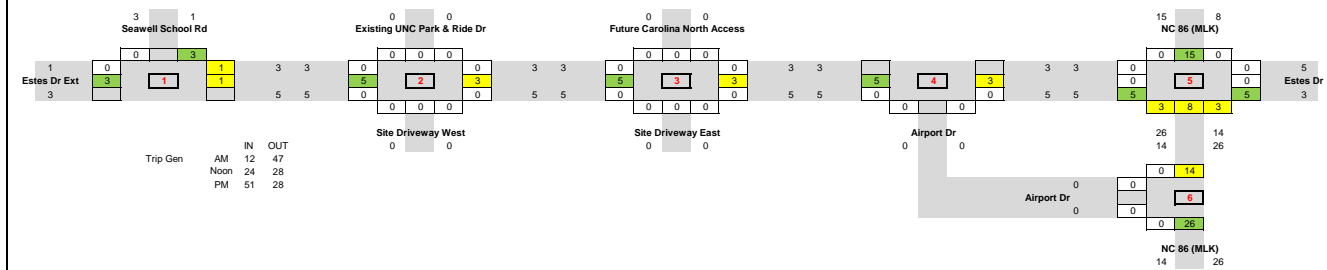 3 1 0 0 0 0 15 8
Seawell School Rd Existing UNC Park & Ride Dr Future Carolina North Access NC 86 (MLK)
0 3 0 0 0 0 0 0 0 15 0
1 0 1 3 3 0 0 3 3 0 0 3 3 0 3 3 0 0 5
Estes Dr Ext 3 1 1 5 2 3 5 3 3 5 4 3 0 5 0 Estes Dr
3 5 5 0 0 5 5 0 0 5 5 0 0 5 5 5 5 3
0 0 0 0 0 0 0 0 3 8 3
Site Driveway West Site Driveway East Airport Dr 26 14
0 0 0 0 0 0 14 26
IN OUT
Trip Gen AM 12 47
Noon 24 28
PM 51 28
0 14
0 0
Airport Dr 6
0 0
0 26
NC 86 (MLK)
14 26